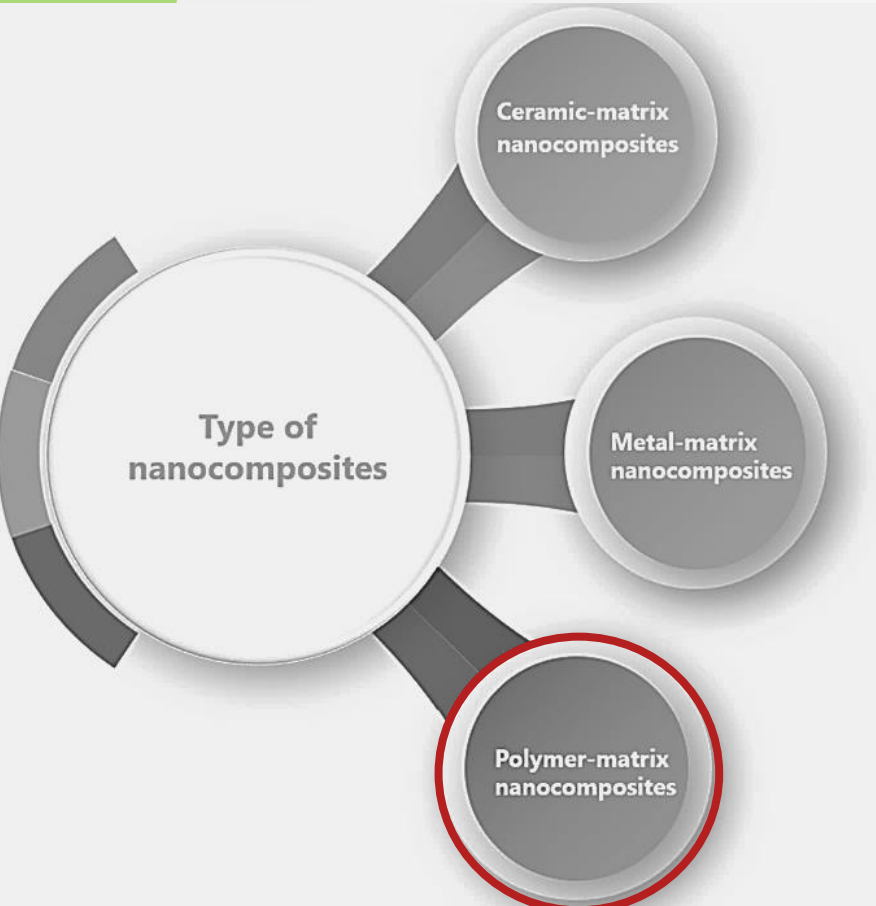 Ceramic-matrix
nanocomposites
Type of
nanocomposites
Metal-matrix
nanocomposites
Polymer-matrix
nanocomposites